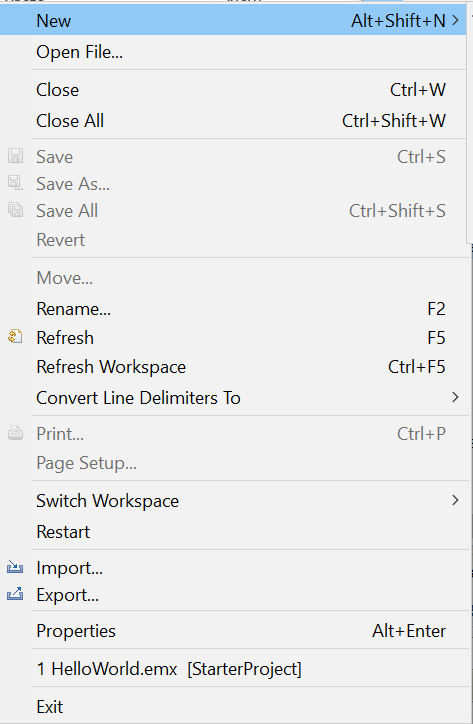 New Alt+Shift+N >
Open File...
Close Ctrl+W
Close All Ctrl+Shift+W
Save Ctrl+S
Save As...
Save All Ctrl+Shift+S
Revert
Move...
Rename... F2
Refresh F5
Refresh Workspace Ctrl+F5
Convert Line Delimiters To >
Print... Ctrl+P
Page Setup...
Switch Workspace >
Restart
Import...
Export...
Properties Alt+Enter
1 HelloWorld.emx [StarterProject]
Exit